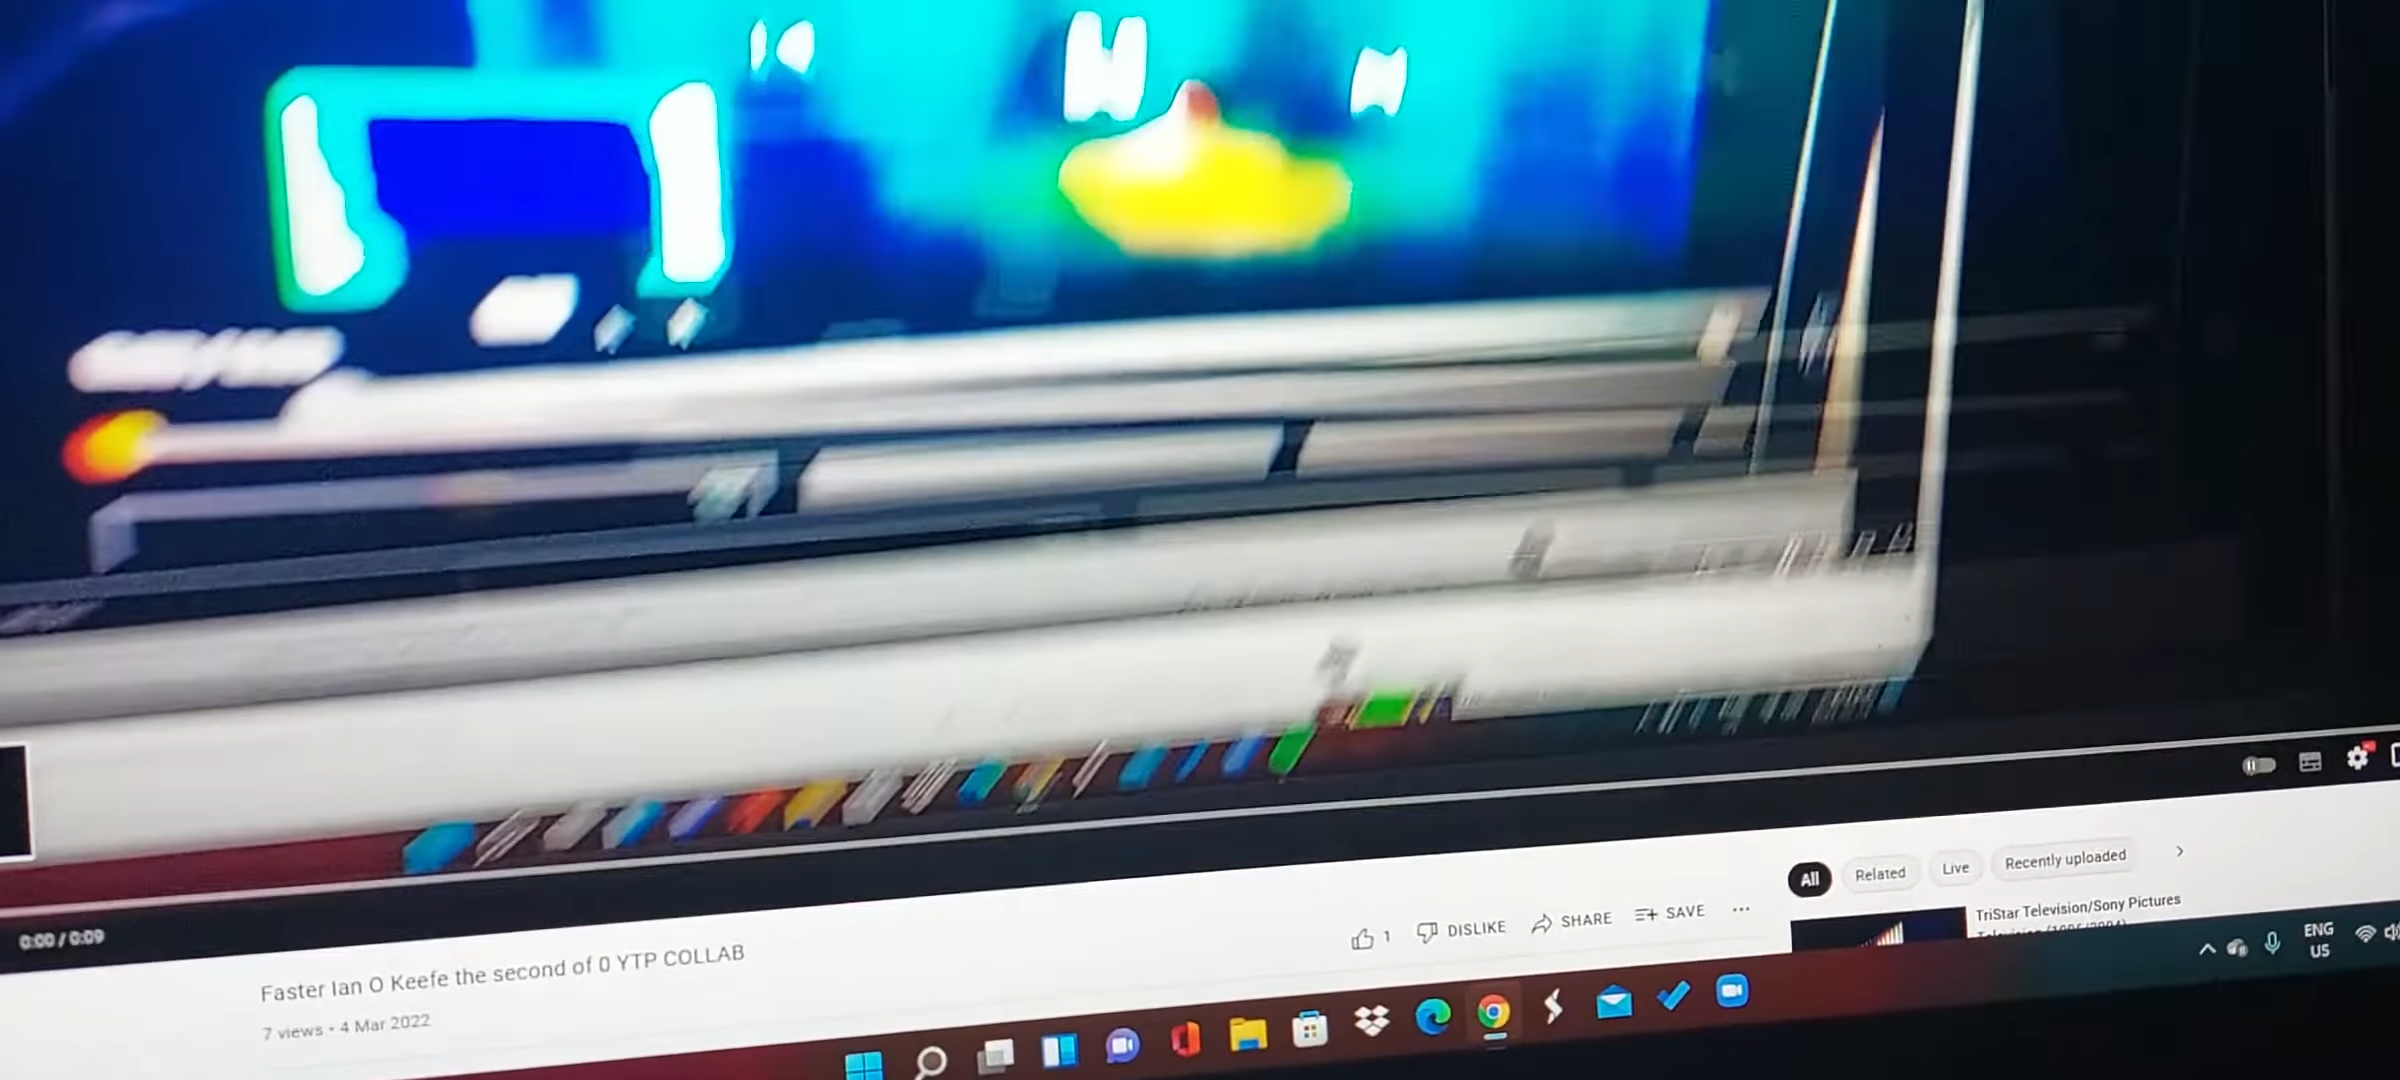 0:00 / 0:09
Faster Ian O Keefe the second of 0 YTP COLLAB
7 views • 4 Mar 2022
1 DISLIKE SHARE SAVE
All Related Live Recently uploaded
TriStar Television/Sony Pictures
ENG
US